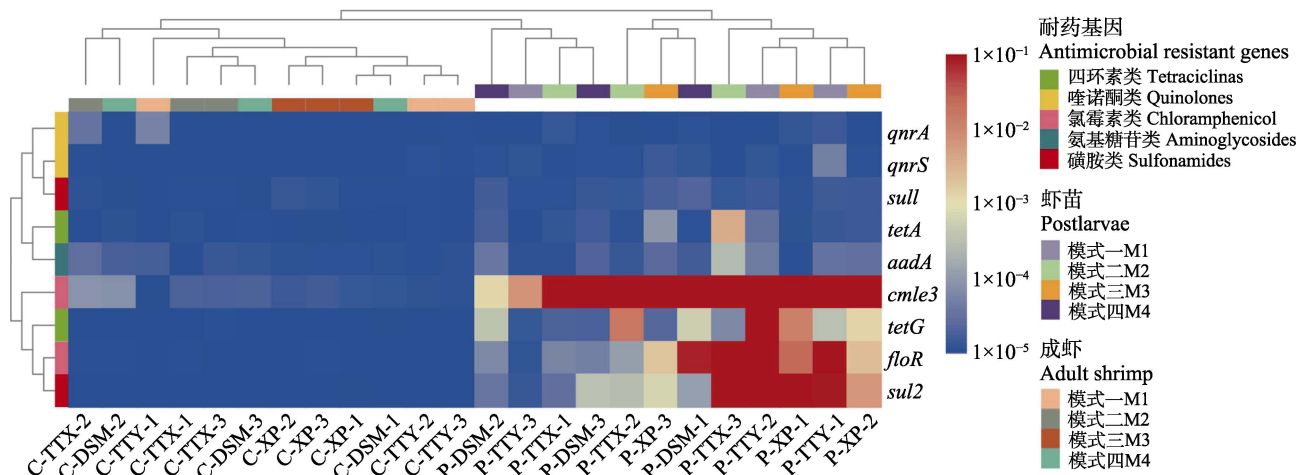 qnrA
qnrS
sull
tetA
aadA
cmle3
tetG
floR
sul2
C-TTX-2
C-DSM-2
C-TTY-1
C-TTX-1
C-TTX-3
C-DSM-3
C-XP-2
C-XP-3
C-XP-1
C-DSM-1
C-TTY-2
C-TTY-3
P-DSM-2
P-TTY-3
P-TTX-1
P-DSM-3
P-TTX-2
P-XP-3
P-DSM-1
P-TTX-3
P-TTY-2
P-XP-1
P-TTY-1
P-XP-2
1×10⁻¹
1×10⁻²
1×10⁻³
1×10⁻⁴
1×10⁻⁵
耐药基因
Antimicrobial resistant genes
四环素类 Tetraciclinas
喹诺酮类 Quinolones
氯霉素类 Chloramphenicol
氨基糖苷类 Aminoglycosides
磺胺类 Sulfonamides
虾苗
Postlarvae
模式一M1
模式二M2
模式三M3
模式四M4
成虾
Adult shrimp
模式一M1
模式二M2
模式三M3
模式四M4